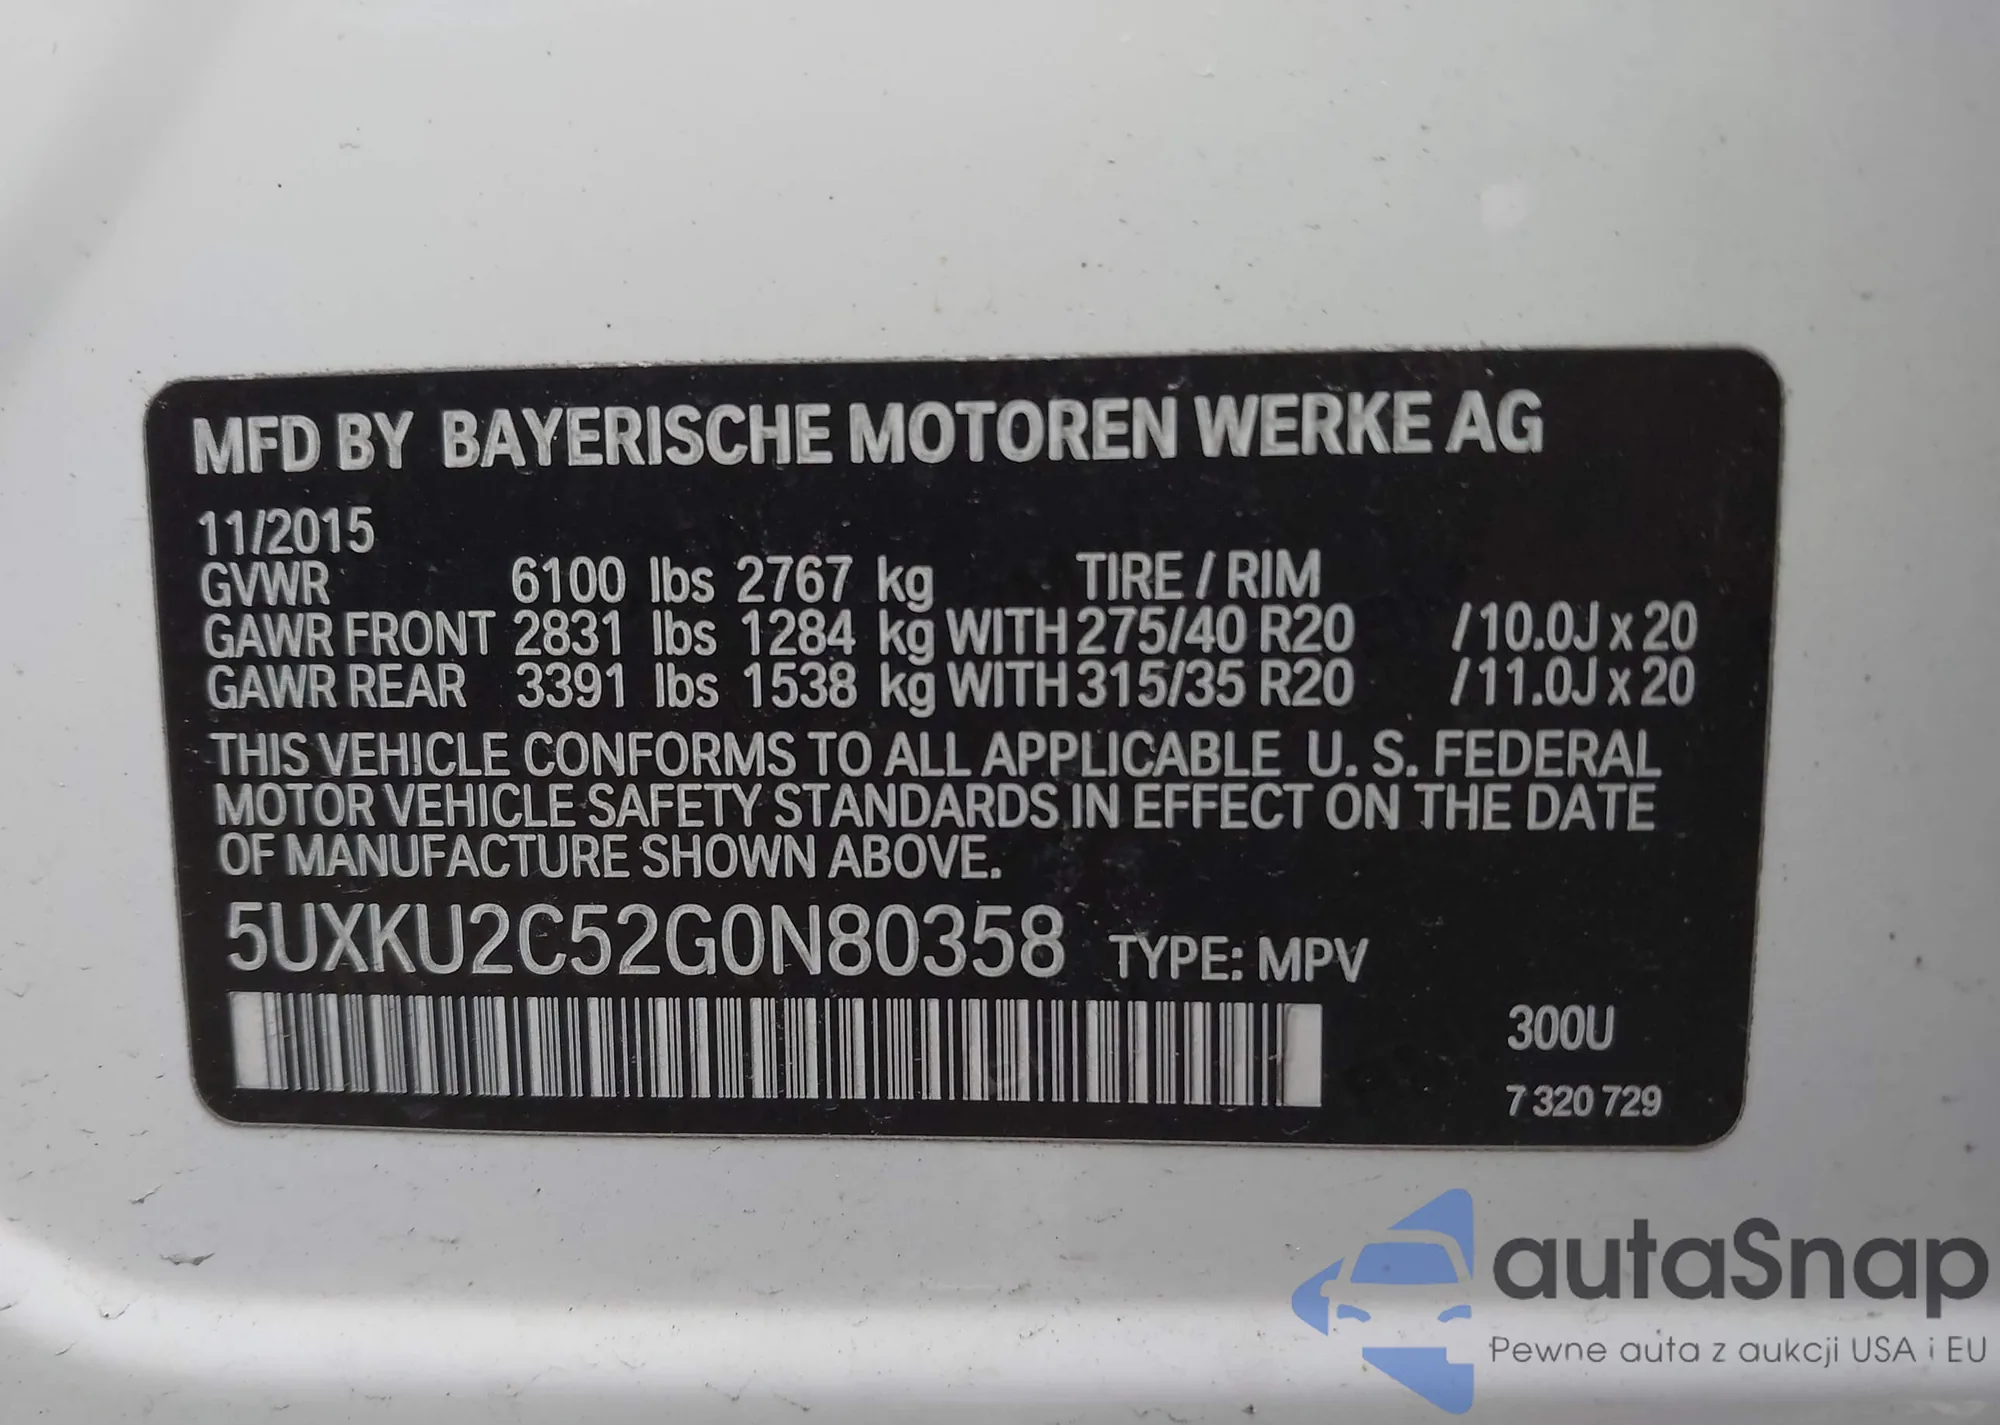 MFD BY BAYERISCHE MOTOREN WERKE AG
11/2015
GVWR 6100 lbs 2767 kg TIRE / RIM
GAWR FRONT 2831 lbs 1284 kg WITH 275/40 R20 /10.0J x 20
GAWR REAR 3391 lbs 1538 kg WITH 315/35 R20 /11.0J x 20
THIS VEHICLE CONFORMS TO ALL APPLICABLE U. S. FEDERAL
MOTOR VEHICLE SAFETY STANDARDS IN EFFECT ON THE DATE
OF MANUFACTURE SHOWN ABOVE.
5UXKU2C52G0N80358 TYPE: MPV
300U
7 320 729
autaSnap
Pewne auta z aukcji USA i EU